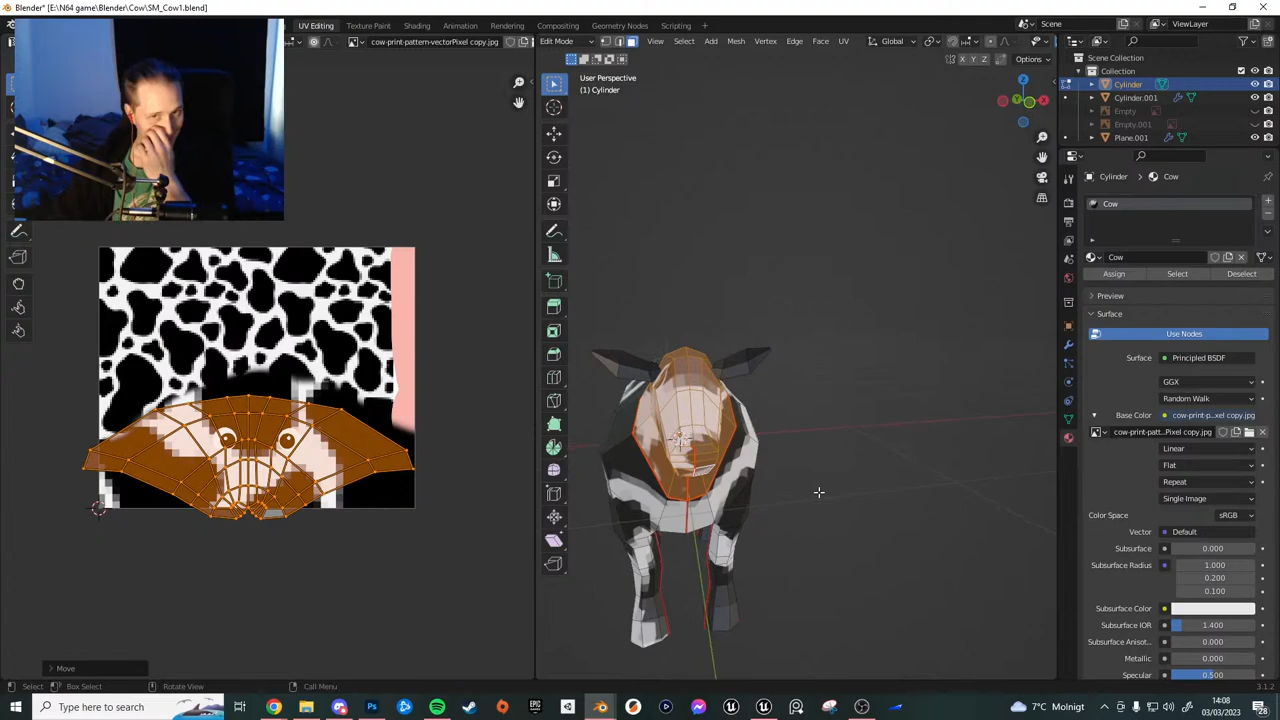 Blender* [E:\N64 game\Blender\Cow\SM_Cow1.blend]
UV Editing
Texture Paint
Shading
Animation
Rendering
Compositing
Geometry Nodes
Scripting
+
Scene
ViewLayer
cow-print-pattern-vectorPixel copy.jpg
Edit Mode
View
Select
Add
Mesh
Vertex
Edge
Face
UV
Global
X Y Z
Options
User Perspective
(1) Cylinder
Scene Collection
Collection
Cylinder
Cylinder.001
Empty
Empty.001
Plane.001
Cylinder
Cow
Cow
Cow
Assign
Select
Deselect
Preview
Surface
Use Nodes
Surface
Principled BSDF
GGX
Random Walk
Base Color
cow-print-p...xel copy.jpg
cow-print-patt...Pixel copy.jpg
Linear
Flat
Repeat
Single Image
Color Space
sRGB
Vector
Default
Subsurface
0.000
Subsurface Radius
1.000
0.200
0.100
Subsurface Color
Subsurface IOR
1.400
Subsurface Anisot...
0.000
Metallic
0.000
Specular
0.500
Move
Select
Box Select
Rotate View
Call Menu
3.1.2
Type here to search
7°C Molnigt
14:08
03/03/2023